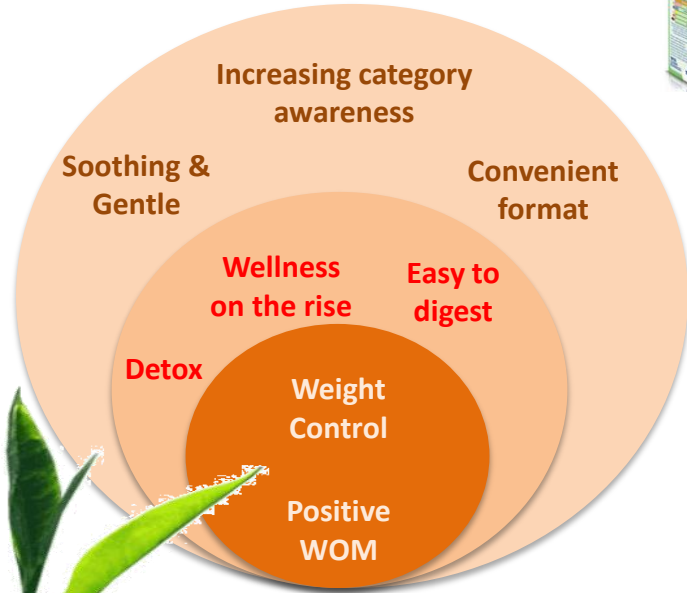 Increasing category
awareness
Soothing &
Gentle
Convenient
format
Wellness
on the rise
Easy to
digest
Detox
Weight
Control
Positive
WOM